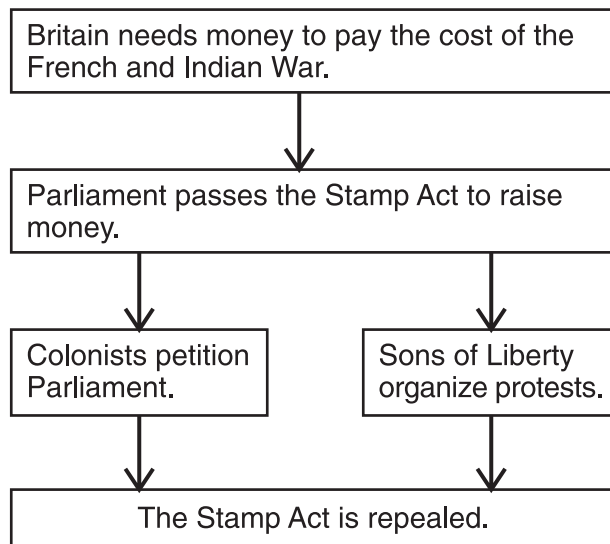 Britain needs money to pay the cost of the
French and Indian War.
Parliament passes the Stamp Act to raise
money.
Colonists petition
Parliament.
Sons of Liberty
organize protests.
The Stamp Act is repealed.